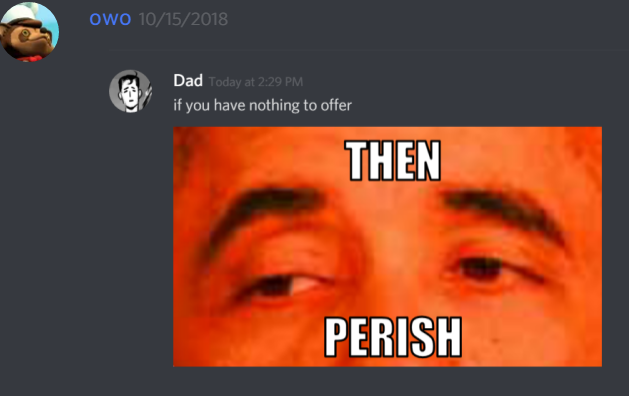 owo 10/15/2018
Dad Today at 2:29 PM
if you have nothing to offer
THEN
PERISH